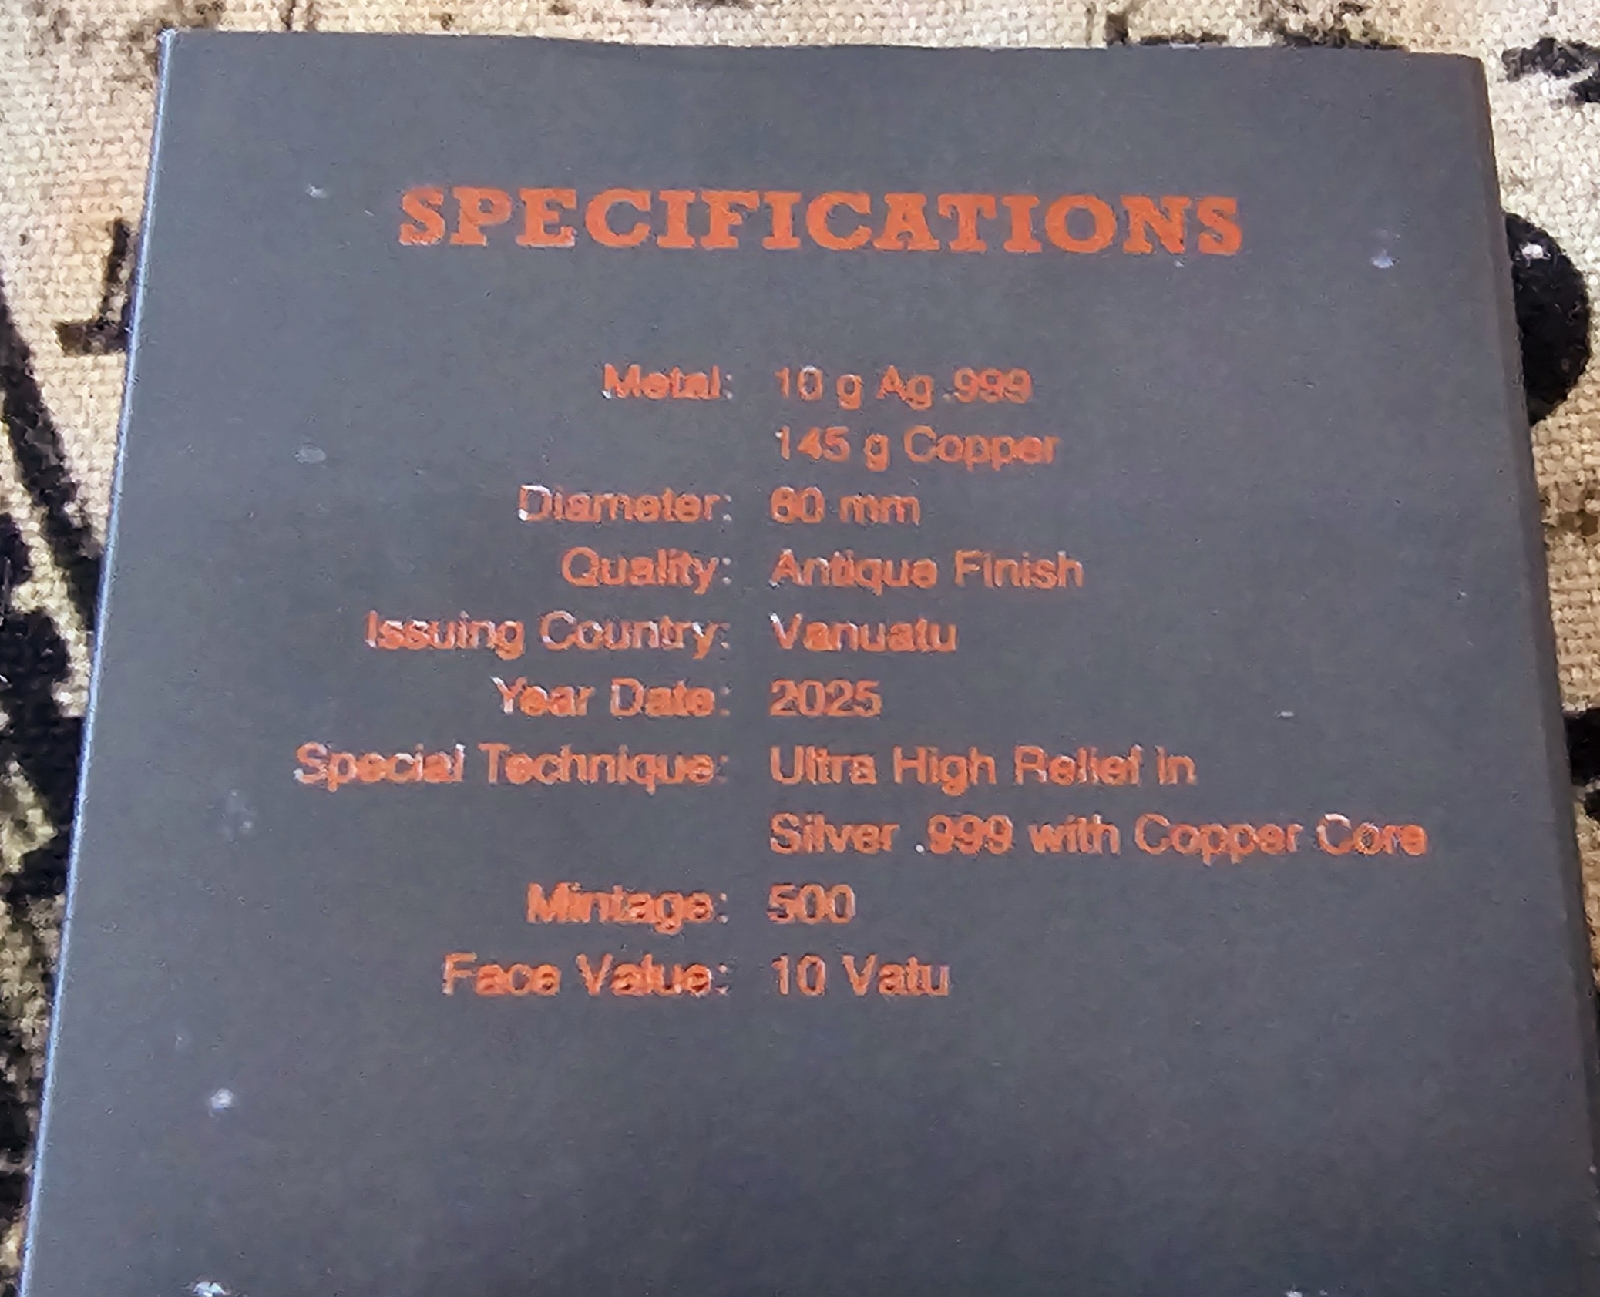 SPECIFICATIONS
Metal: 10 g Ag .999
145 g Copper
Diameter: 60 mm
Quality: Antique Finish
Issuing Country: Vanuatu
Year Date: 2025
Special Technique: Ultra High Relief in
Silver .999 with Copper Core
Mintage: 500
Face Value: 10 Vatu